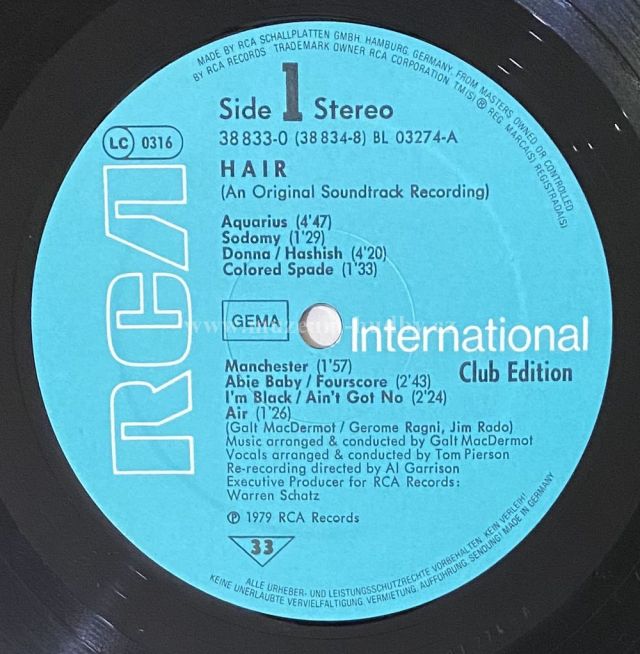 MADE BY RCA SCHALLPLATTEN GMBH. HAMBURG, GERMANY, FROM MASTERS OWNED OR CONTROLLED
BY RCA RECORDS TRADEMARK OWNER RCA CORPORATION. TM(S) ® REG MARCA(S) REGISTRADA(S)
Side 1 Stereo
38 833-0 (38 834-8) BL 03274-A
LC 0316
HAIR
(An Original Soundtrack Recording)
Aquarius (4'47)
Sodomy (1'29)
Donna / Hashish (4'20)
Colored Spade (1'33)
RCA
GEMA
International
Club Edition
Manchester (1'57)
Abie Baby / Fourscore (2'43)
I'm Black / Ain't Got No (2'24)
Air (1'26)
(Galt MacDermot / Gerome Ragni, Jim Rado)
Music arranged & conducted by Galt MacDermot
Vocals arranged & conducted by Tom Pierson
Re-recording directed by Al Garrison
Executive Producer for RCA Records:
Warren Schatz
℗ 1979 RCA Records
33
ALLE URHEBER- UND LEISTUNGSSCHUTZRECHTE VORBEHALTEN. KEIN VERLEIH!
KEINE UNERLAUBTE VERVIELFÄLTIGUNG, VERMIETUNG, AUFFÜHRUNG, SENDUNG! MADE IN GERMANY